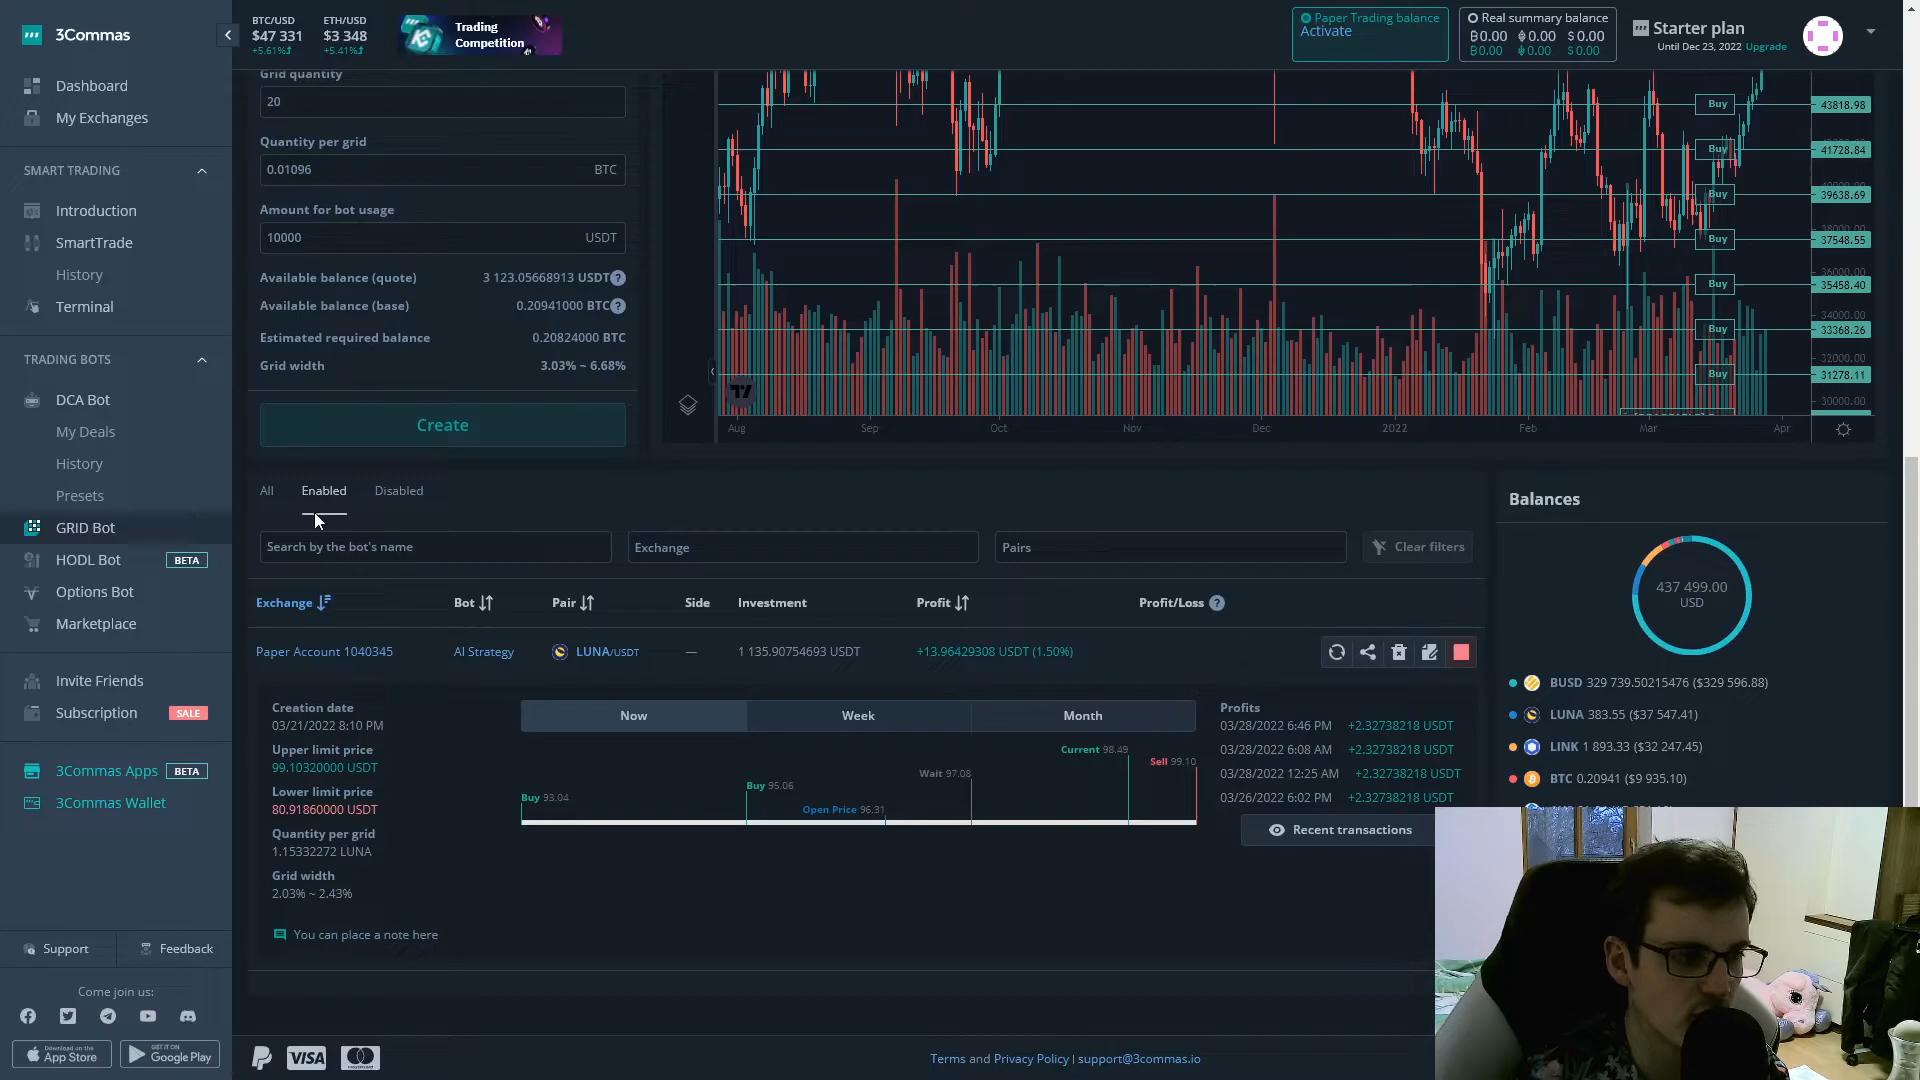 3Commas
Dashboard
My Exchanges
SMART TRADING
Introduction
SmartTrade
History
Terminal
TRADING BOTS
DCA Bot
My Deals
History
Presets
GRID Bot
HODL Bot BETA
Options Bot
Marketplace
Invite Friends
Subscription SALE
3Commas Apps BETA
3Commas Wallet
Support
Feedback
Come join us:
Download on the
App Store
GET IT ON
Google Play
BTC/USD
$47 331
+5.61%
ETH/USD
$3 348
+5.41%
Trading
Competition
Paper Trading balance
Activate
Real summary balance
0.00 0.00 $ 0.00
0.00 0.00 $ 0.00
Starter plan
Until Dec 23, 2022 Upgrade
Grid quantity
20
Quantity per grid
0.01096 BTC
Amount for bot usage
10000 USDT
Available balance (quote) 3 123.05668913 USDT ?
Available balance (base) 0.20941000 BTC ?
Estimated required balance 0.20824000 BTC
Grid width 3.03% ~ 6.68%
Create
Buy 43818.98
Buy 41728.84
Buy 39638.69
Buy 37548.55
36000.00
Buy 35458.40
34000.00
Buy 33368.26
32000.00
Buy 31278.11
30000.00
Aug Sep Oct Nov Dec 2022 Feb Mar Apr
All Enabled Disabled
Search by the bot's name
Exchange
Pairs
Clear filters
Exchange Bot Pair Side Investment Profit Profit/Loss ?
Paper Account 1040345 AI Strategy LUNA/USDT — 1 135.90754693 USDT +13.96429308 USDT (1.50%)
Creation date
03/21/2022 8:10 PM
Upper limit price
99.10320000 USDT
Lower limit price
80.91860000 USDT
Quantity per grid
1.15332272 LUNA
Grid width
2.03% ~ 2.43%
You can place a note here
Now Week Month
Current 98.49
Sell 99.10
Wait 97.08
Buy 95.06
Buy 93.04
Open Price 96.31
Profits
03/28/2022 6:46 PM +2.32738218 USDT
03/28/2022 6:08 AM +2.32738218 USDT
03/28/2022 12:25 AM +2.32738218 USDT
03/26/2022 6:02 PM +2.32738218 USDT
Recent transactions
Balances
437 499.00
USD
BUSD 329 739.50215476 ($329 596.88)
LUNA 383.55 ($37 547.41)
LINK 1 893.33 ($32 247.45)
BTC 0.20941 ($9 935.10)
VISA
Terms and Privacy Policy | support@3commas.io